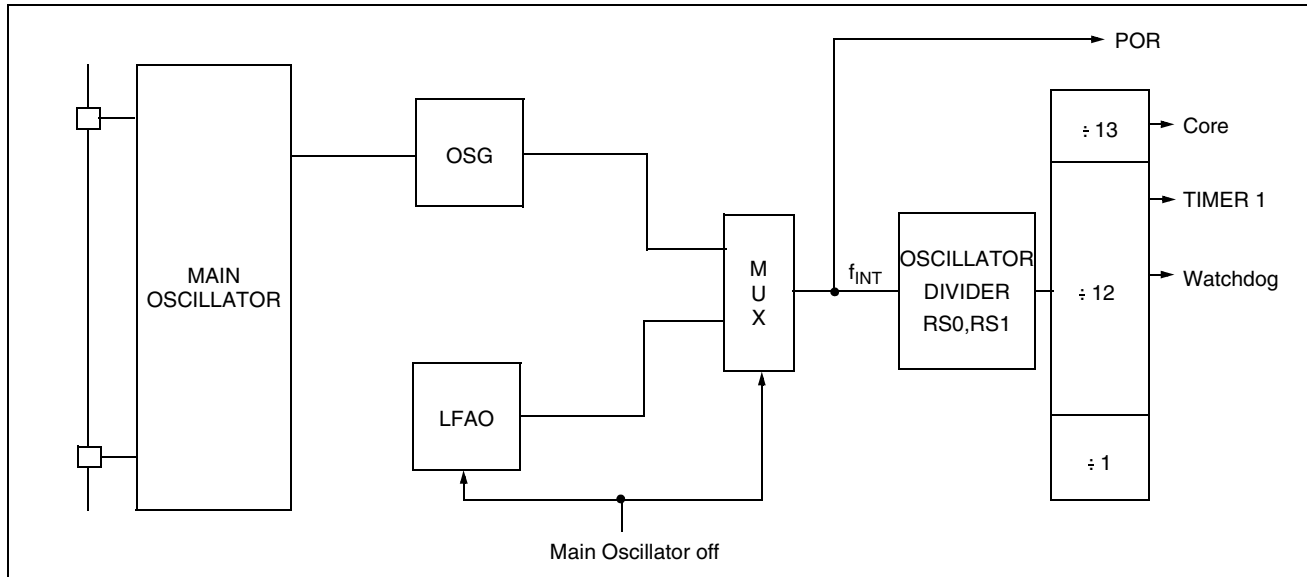 POR
MAIN
OSCILLATOR
OSG
LFAO
Main Oscillator off
M
U
X
fINT
OSCILLATOR
DIVIDER
RS0,RS1
÷ 13
÷ 12
÷ 1
Core
TIMER 1
Watchdog